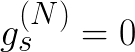 g_s^{(N)} = 0